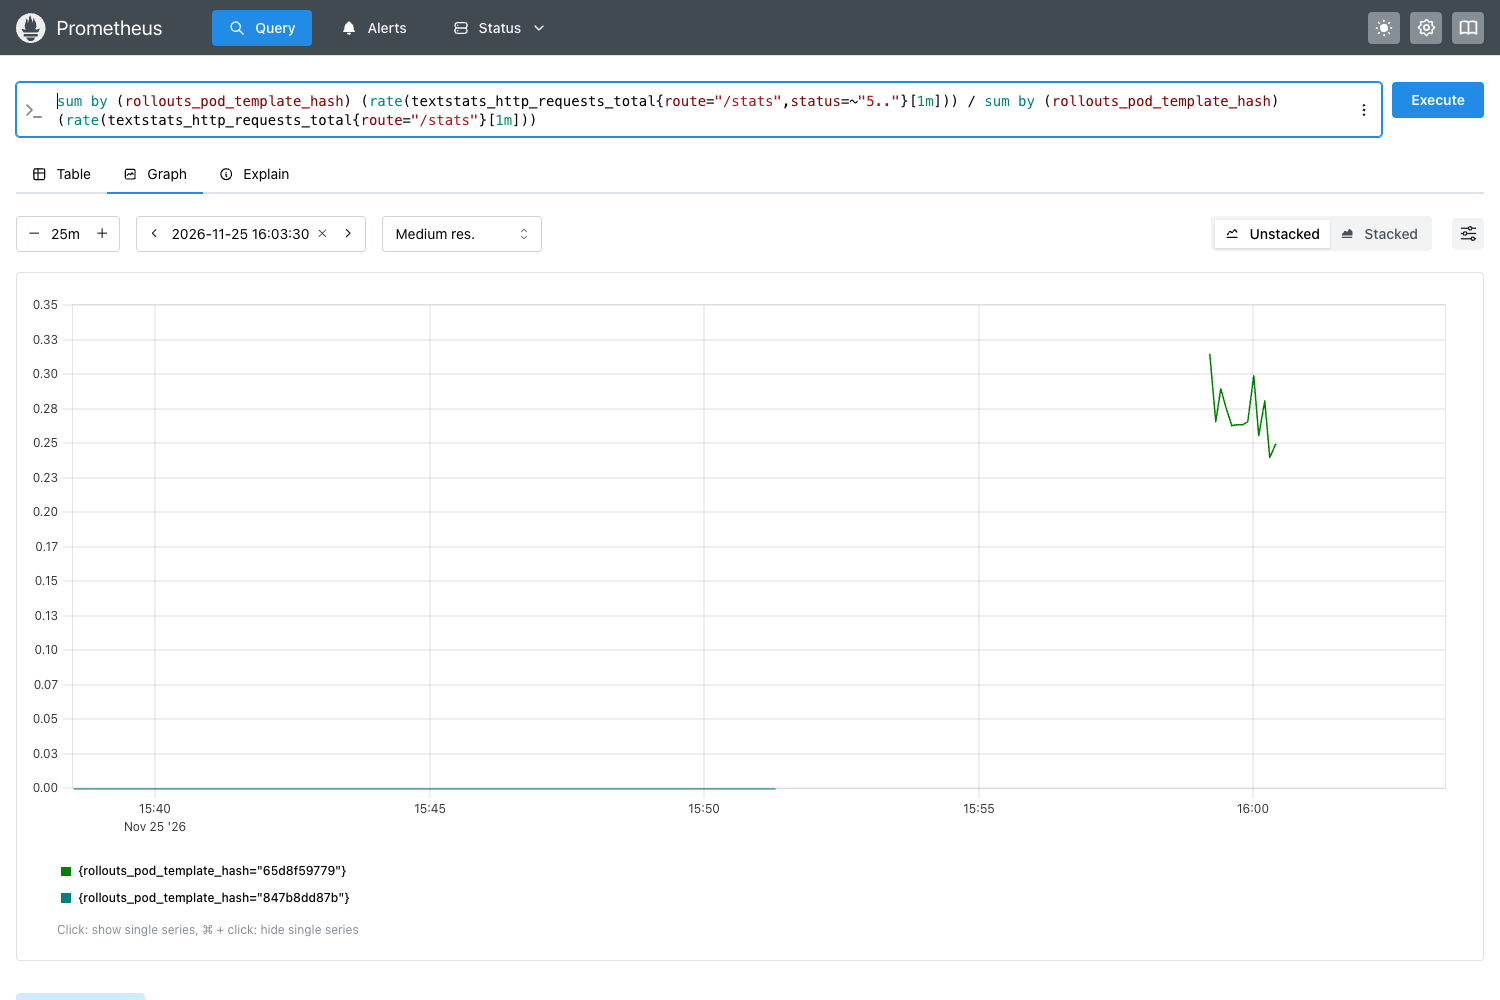 Prometheus
Query
Alerts
Status
sum by (rollouts_pod_template_hash) (rate(textstats_http_requests_total{route="/stats",status=~"5.."}[1m])) / sum by (rollouts_pod_template_hash)
(rate(textstats_http_requests_total{route="/stats"}[1m]))
Execute
Table
Graph
Explain
25m
2026-11-25 16:03:30
Medium res.
Unstacked
Stacked
0.35
0.33
0.30
0.28
0.25
0.23
0.20
0.17
0.15
0.13
0.10
0.07
0.05
0.03
0.00
15:40
15:45
15:50
15:55
16:00
Nov 25 '26
{rollouts_pod_template_hash="65d8f59779"}
{rollouts_pod_template_hash="847b8dd87b"}
Click: show single series, ⌘ + click: hide single series